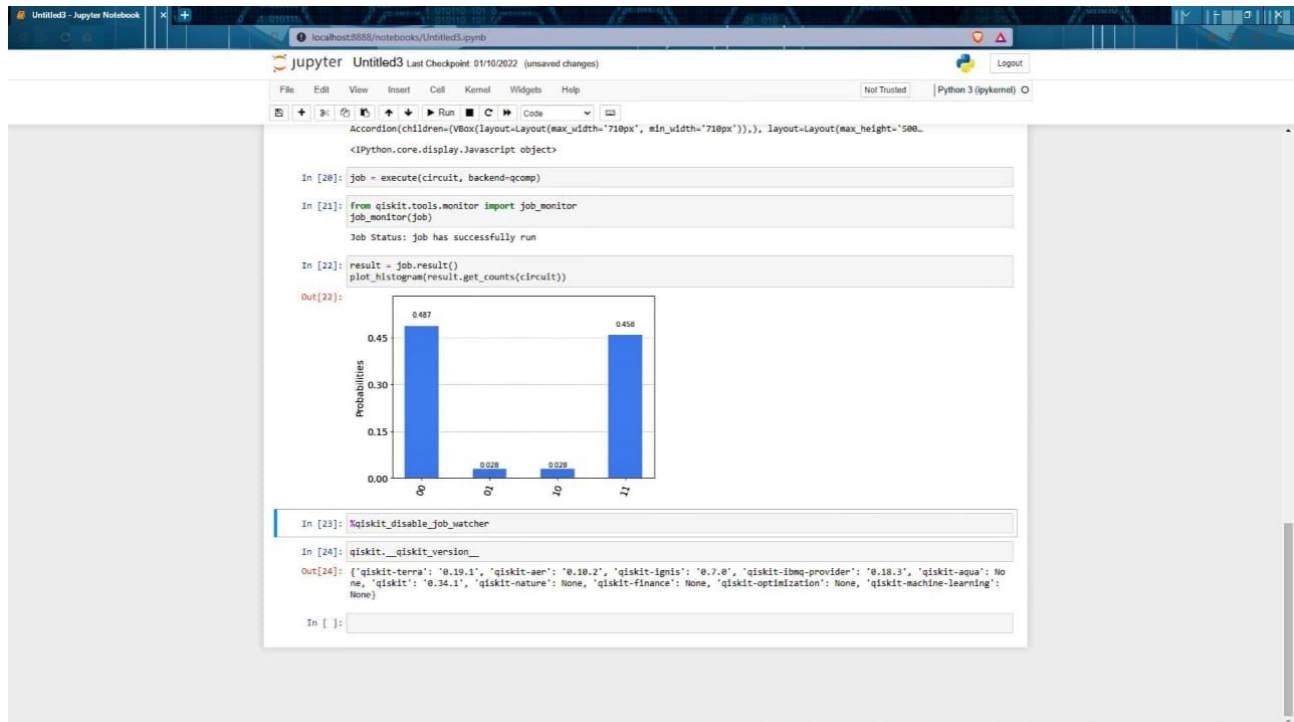 Untitled3 - Jupyter Notebook
localhost:8888/notebooks/Untitled3.ipynb
jupyter Untitled3 Last Checkpoint: 01/10/2022 (unsaved changes)
Logout
File Edit View Insert Cell Kernel Widgets Help
Not Trusted
Python 3 (ipykernel)
Run
Code
Accordion(children=(VBox(layout=Layout(max_width='710px', min_width='710px')),), layout=Layout(max_height='500…
<IPython.core.display.Javascript object>
In [20]: job = execute(circuit, backend=qcomp)
In [21]: from qiskit.tools.monitor import job_monitor
job_monitor(job)
Job Status: job has successfully run
In [22]: result = job.result()
plot_histogram(result.get_counts(circuit))
Out[22]:
0.487
0.458
0.45
Probabilities
0.30
0.15
0.028
0.028
0.00
00
01
10
11
In [23]: %qiskit_disable_job_watcher
In [24]: qiskit.__qiskit_version__
Out[24]: {'qiskit-terra': '0.19.1', 'qiskit-aer': '0.10.2', 'qiskit-ignis': '0.7.0', 'qiskit-ibmq-provider': '0.18.3', 'qiskit-aqua': No
ne, 'qiskit': '0.34.1', 'qiskit-nature': None, 'qiskit-finance': None, 'qiskit-optimization': None, 'qiskit-machine-learning':
None}
In [ ]: